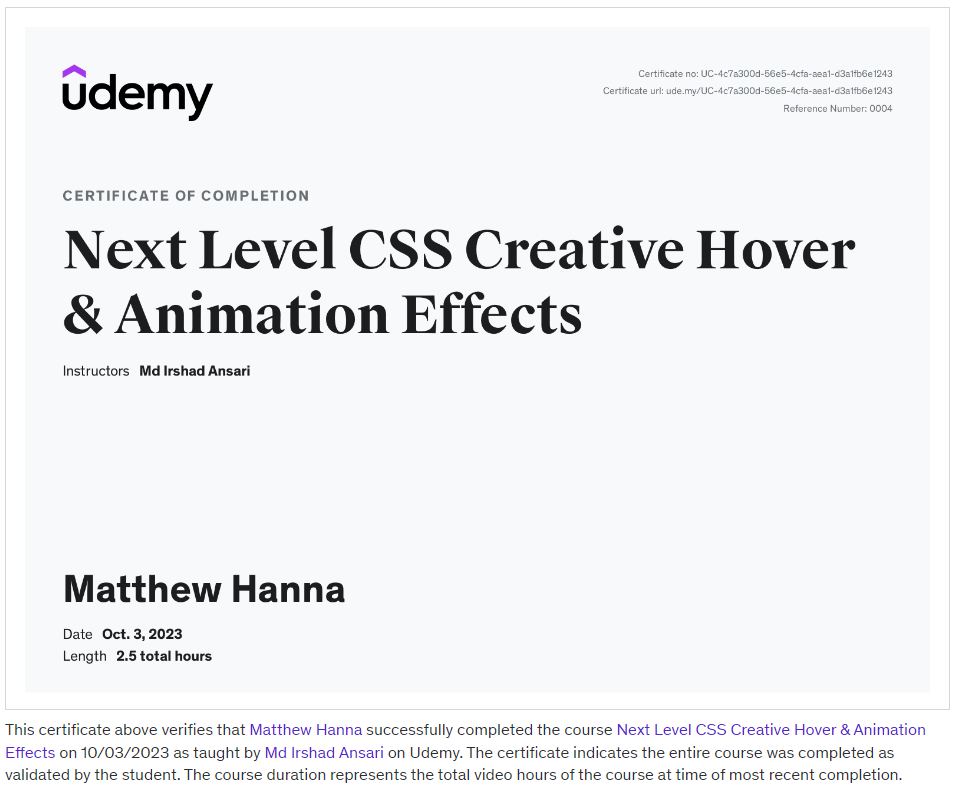 udemy
Certificate no: UC-4c7a300d-56e5-4cfa-aea1-d3a1fb6e1243
Certificate url: ude.my/UC-4c7a300d-56e5-4cfa-aea1-d3a1fb6e1243
Reference Number: 0004
CERTIFICATE OF COMPLETION
Next Level CSS Creative Hover
& Animation Effects
Instructors Md Irshad Ansari
Matthew Hanna
Date Oct. 3, 2023
Length 2.5 total hours
This certificate above verifies that Matthew Hanna successfully completed the course Next Level CSS Creative Hover & Animation
Effects on 10/03/2023 as taught by Md Irshad Ansari on Udemy. The certificate indicates the entire course was completed as
validated by the student. The course duration represents the total video hours of the course at time of most recent completion.